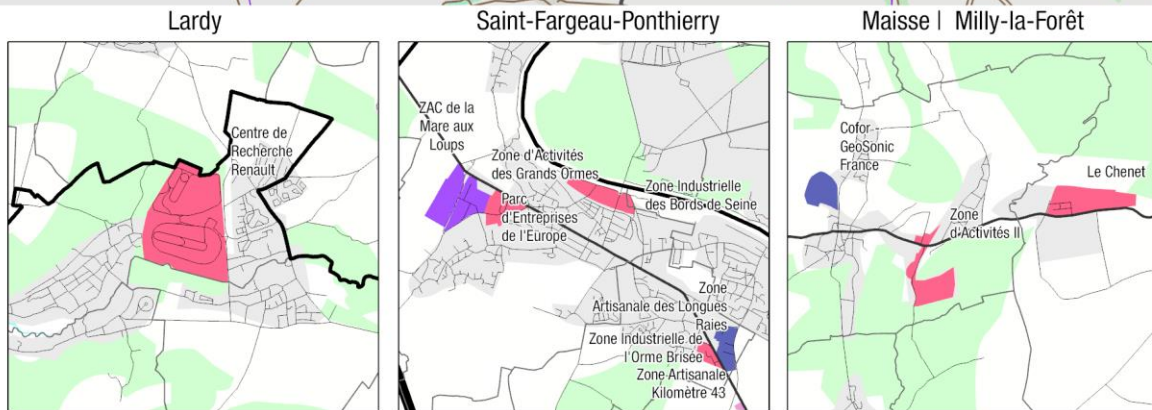 Lardy
Saint-Fargeau-Ponthierry
Maisse | Milly-la-Forêt
Centre de
Recherche
Renault
ZAC de la
Mare aux
Loups
Zone d'Activités
des Grands Ormes
Parc
d'Entreprises
de l'Europe
Zone Industrielle
des Bords de Seine
Zone
Artisanale des Longues
Raies
Zone Industrielle de
l'Orme Brisée
Zone Artisanale
Kilomètre 43
Cofor -
GeoSonic
France
Le Chenet
Zone
d'Activités II